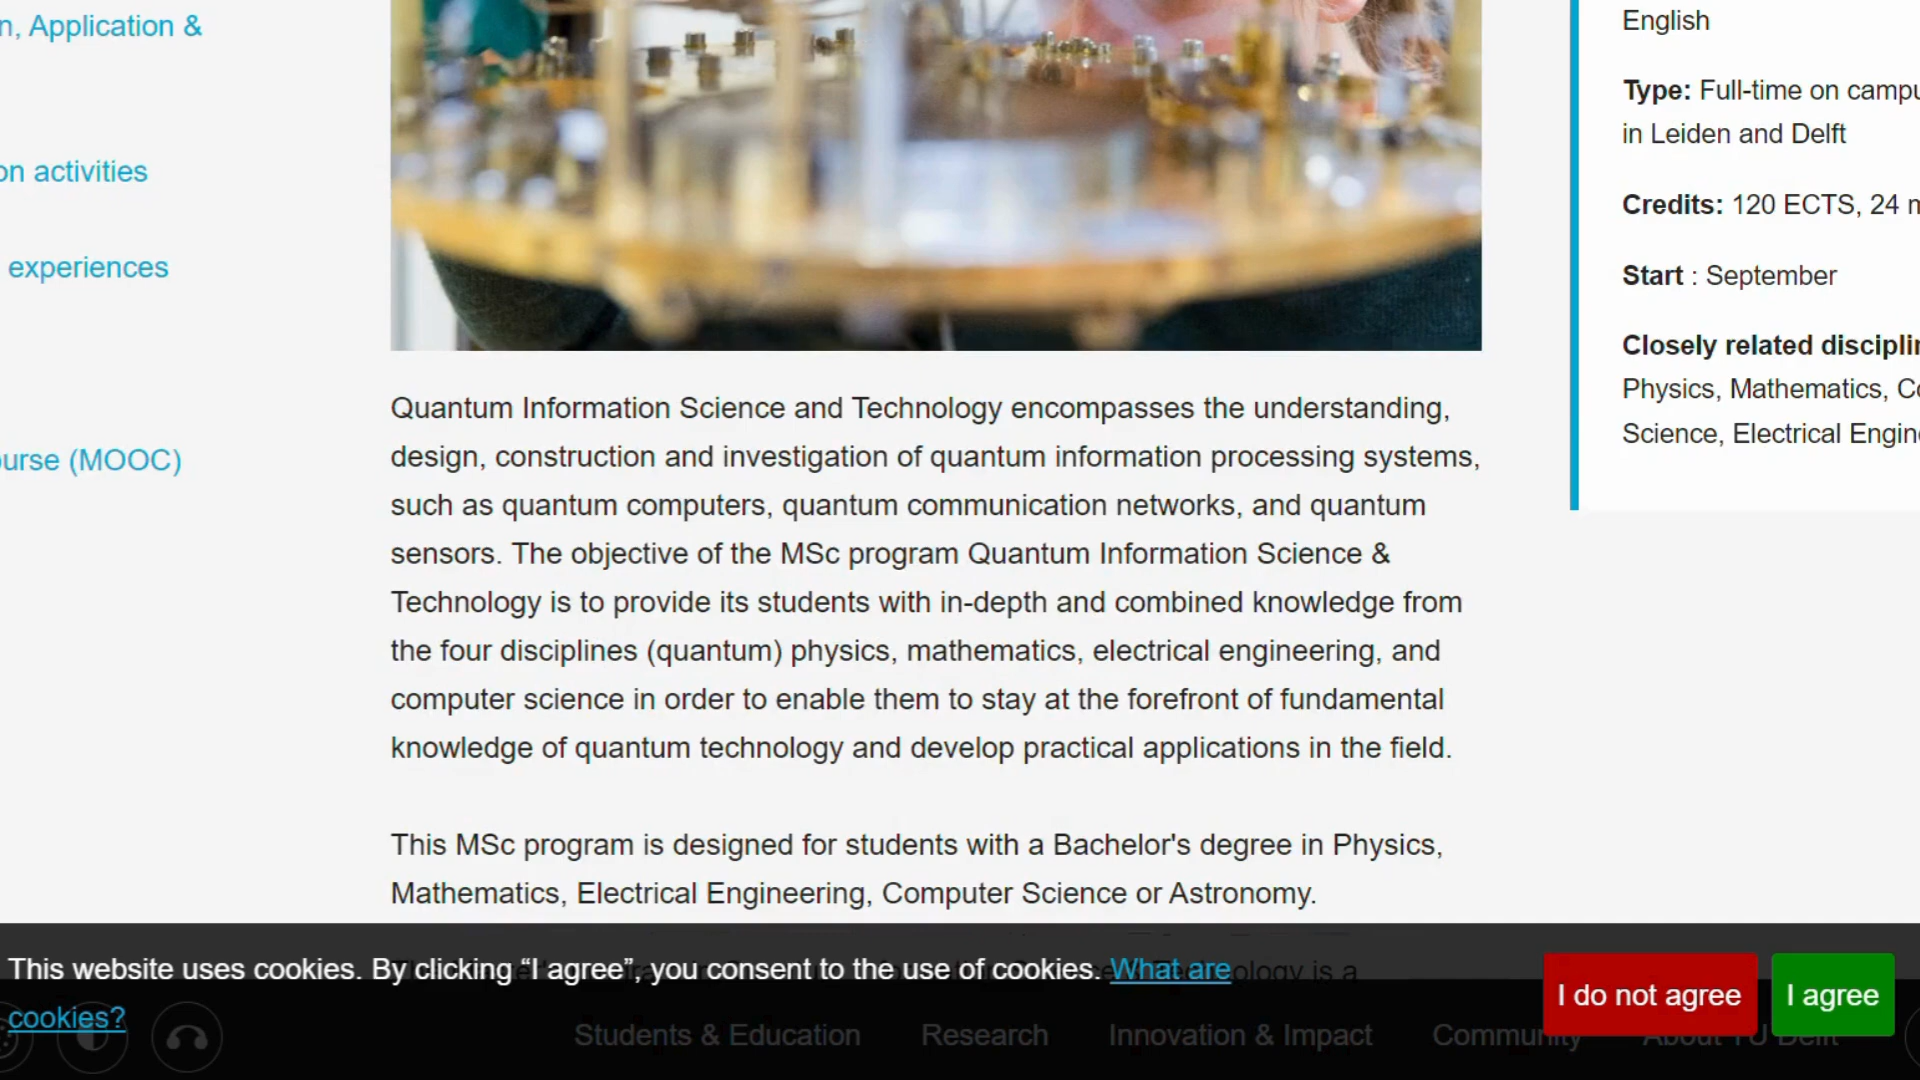 n, Application &
on activities
experiences
urse (MOOC)
English
Type: Full-time on campu
in Leiden and Delft
Credits: 120 ECTS, 24 m
Start : September
Closely related disciplin
Physics, Mathematics, Co
Science, Electrical Engine
Quantum Information Science and Technology encompasses the understanding,
design, construction and investigation of quantum information processing systems,
such as quantum computers, quantum communication networks, and quantum
sensors. The objective of the MSc program Quantum Information Science &
Technology is to provide its students with in-depth and combined knowledge from
the four disciplines (quantum) physics, mathematics, electrical engineering, and
computer science in order to enable them to stay at the forefront of fundamental
knowledge of quantum technology and develop practical applications in the field.
This MSc program is designed for students with a Bachelor's degree in Physics,
Mathematics, Electrical Engineering, Computer Science or Astronomy.
This website uses cookies. By clicking “I agree”, you consent to the use of cookies. What are
cookies?
I do not agree
I agree
Students & Education
Research
Innovation & Impact
Community
About TU Delft